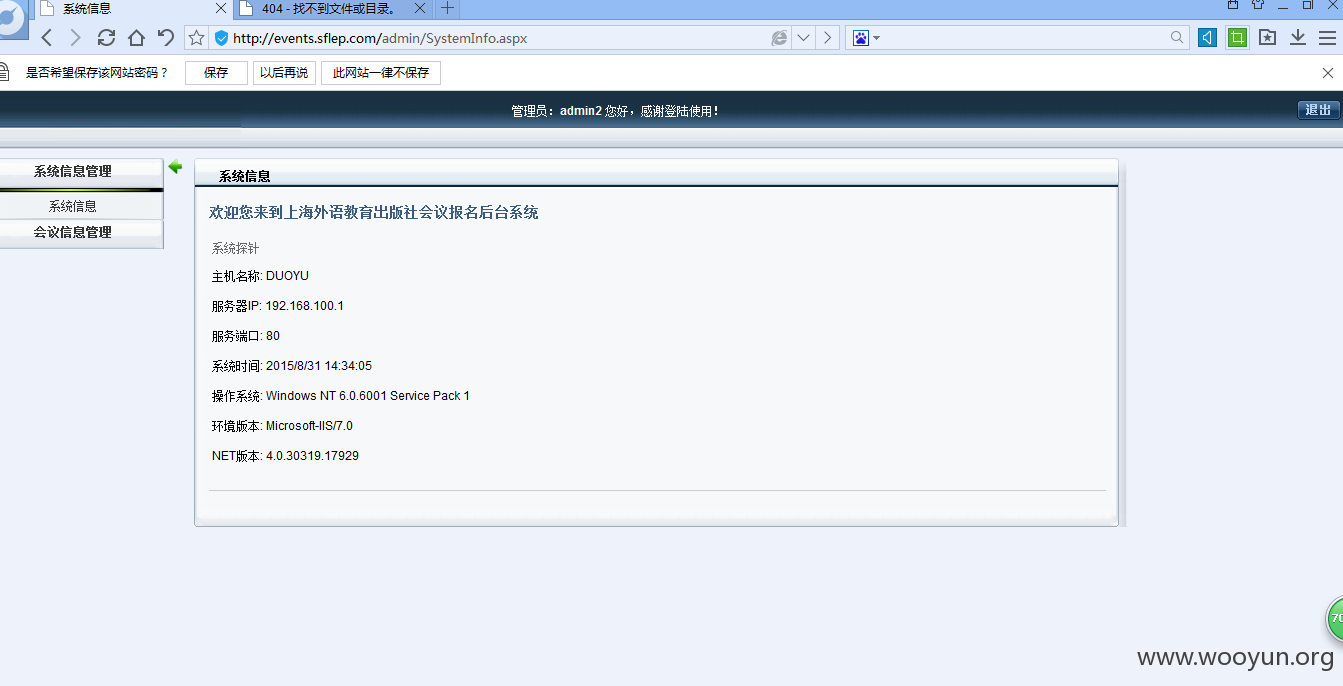 系统信息
404 - 找不到文件或目录。
http://events.sflep.com/admin/SystemInfo.aspx
是否希望保存该网站密码？ 保存 以后再说 此网站一律不保存
管理员：admin2 您好，感谢登陆使用！ 退出
系统信息管理
系统信息
会议信息管理
系统信息
欢迎您来到上海外语教育出版社会议报名后台系统
系统探针
主机名称: DUOYU
服务器IP: 192.168.100.1
服务端口: 80
系统时间: 2015/8/31 14:34:05
操作系统: Windows NT 6.0.6001 Service Pack 1
环境版本: Microsoft-IIS/7.0
NET版本: 4.0.30319.17929
www.wooyun.org